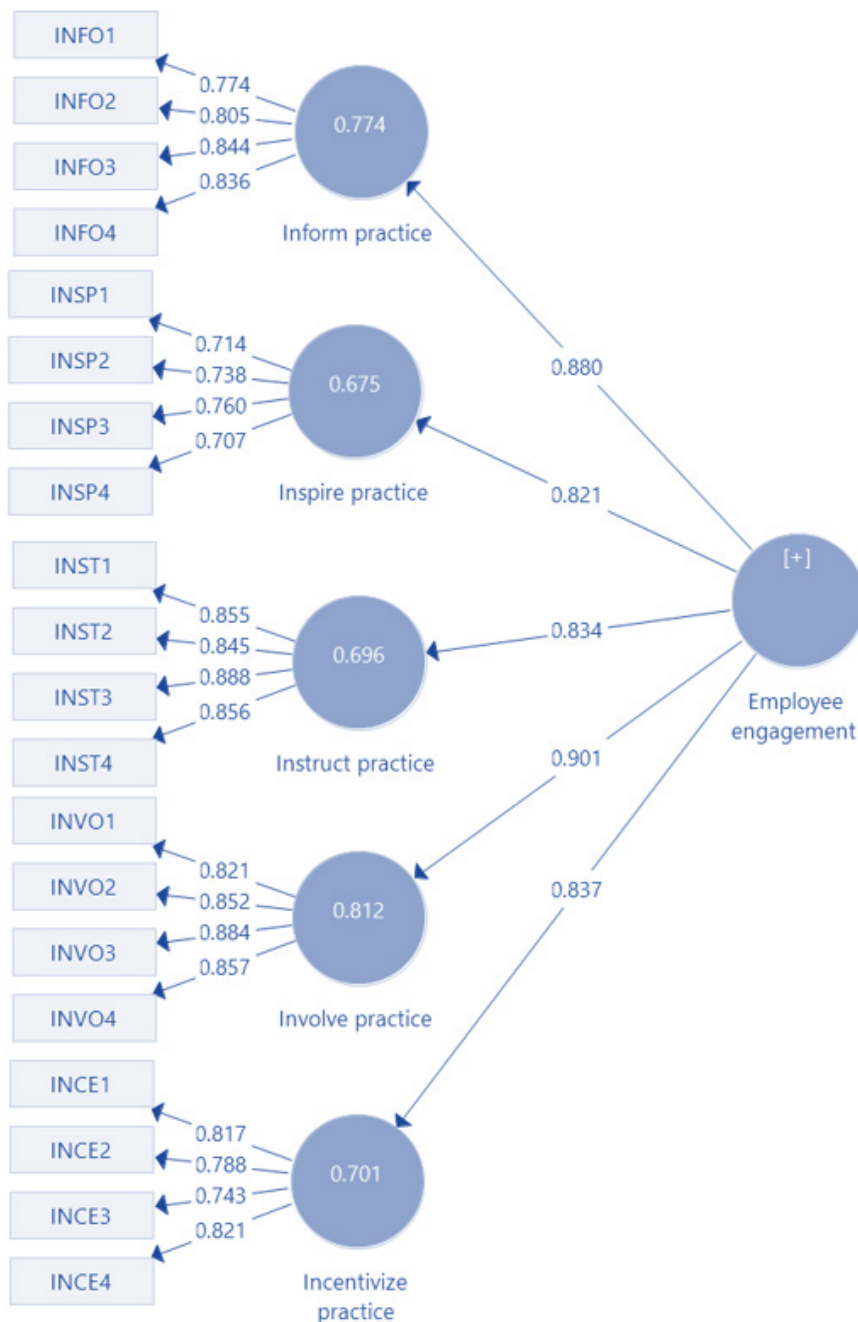 INFO1
0.774
INFO2
0.805
0.774
INFO3
0.844
0.836
INFO4
Inform practice
INSP1
0.714
INSP2
0.738
0.675
0.880
INSP3
0.760
0.707
INSP4
Inspire practice
0.821
INST1
[+]
0.855
INST2
0.845
0.696
0.834
INST3
0.888
0.856
INST4
Instruct practice
Employee
engagement
0.901
INVO1
0.821
INVO2
0.852
0.812
0.837
INVO3
0.884
0.857
INVO4
Involve practice
INCE1
0.817
INCE2
0.788
0.701
INCE3
0.743
0.821
INCE4
Incentivize
practice